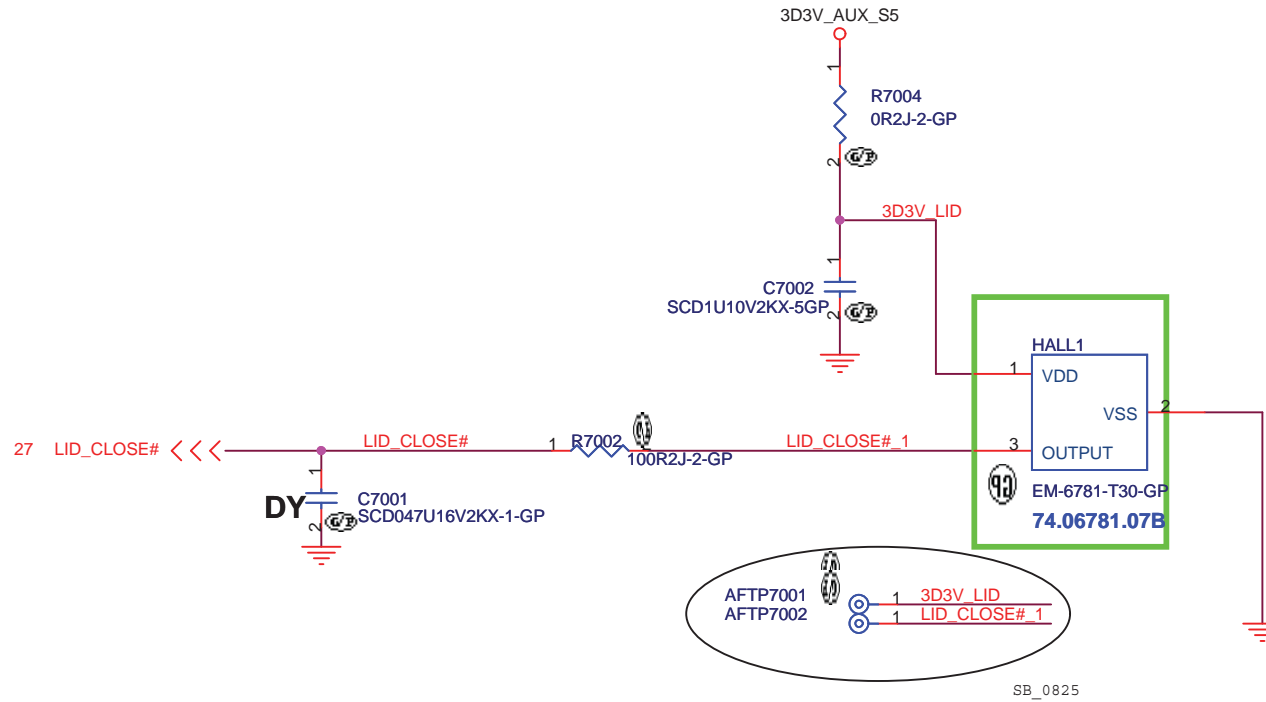 3D3V_AUX_S5
1
R7004
0R2J-2-GP
2
G/P
3D3V_LID
1
C7002
SCD1U10V2KX-5GP
2
G/P
HALL1
1
VDD
VSS
2
27 LID_CLOSE#
LID_CLOSE#
1
R7002
100R2J-2-GP
LID_CLOSE#_1
3
OUTPUT
GP
EM-6781-T30-GP
74.06781.07B
1
DY
C7001
SCD047U16V2KX-1-GP
2
G/P
AFTP7001
1
3D3V_LID
AFTP7002
1
LID_CLOSE#_1
SB_0825